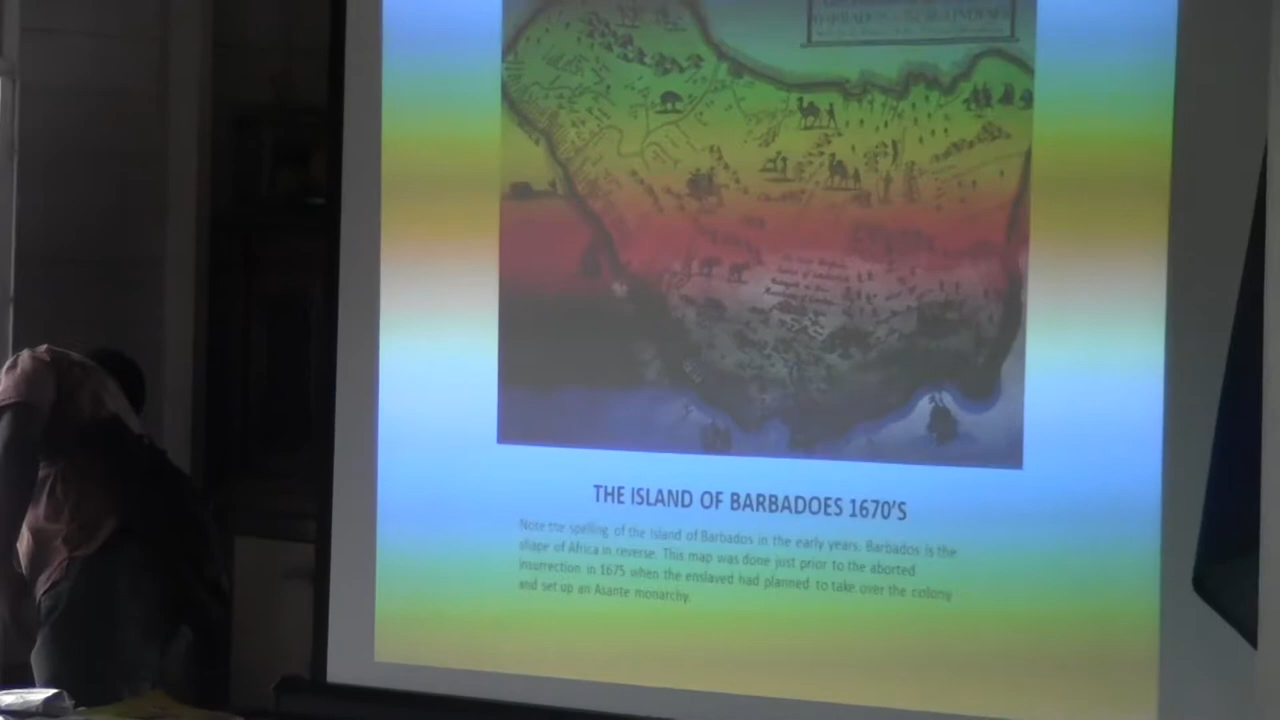 THE ISLAND OF BARBADOES 1670'S
Note the spelling of the Island of Barbados in the early years. Barbados is the
shape of Africa in reverse. This map was done just prior to the aborted
insurrection in 1675 when the enslaved had planned to take over the colony
and set up an Asante monarchy.